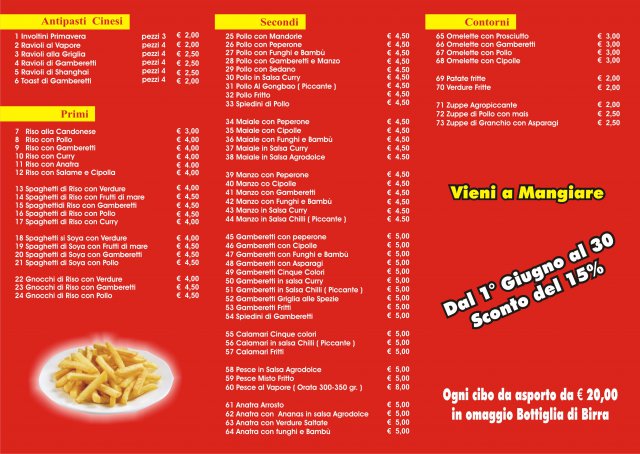 Antipasti Cinesi
1 Involtini Primavera pezzi 3 € 2,00
2 Ravioli al Vapore pezzi 4 € 2,00
3 Ravioli alla Griglia pezzi 4 € 2,50
4 Ravioli di Gamberetti pezzi 4 € 2,50
5 Ravioli di Shanghai pezzi 4 € 2,50
6 Toast di Gamberetti pezzi 4 € 2,00
Primi
7 Riso alla Candonese € 3,00
8 Riso con Pollo € 4,00
9 Riso con Gamberetti € 4,00
10 Riso con Curry € 4,00
11 Riso con Anatra € 4,00
12 Riso con Salame e Cipolla € 4,00
13 Spaghetti di Riso con Verdure € 4,00
14 Spaghetti di Riso con Frutti di mare € 4,50
15 Spaghetidi Riso con Gamberetti € 4,50
16 Spaghetti di Riso con Pollo € 4,50
17 Spaghetti di Riso con Curry € 4,50
18 Spaghetti si Soya con Verdure € 4,00
19 Spaghetti di Soya con Frutti di mare € 4,50
20 Spaghetti di Soya con Gamberetti € 4,50
21 Spaghetti di Soya con Pollo € 4,50
22 Gnocchi di Riso con Verdure € 4,00
23 Gnocchi di Riso con Gamberetti € 4,50
24 Gnocchi di Riso con Pollo € 4,50
Secondi
25 Pollo con Mandorle € 4,50
26 Pollo con Peperone € 4,50
27 Pollo con Funghi e Bambù € 4,50
28 Pollo con Gamberetti e Manzo € 4,50
29 Pollo con Sedano € 4,50
30 Pollo in Salsa Curry € 4,50
31 Pollo Al Gongbao ( Piccante ) € 4,50
32 Pollo Fritto € 4,50
33 Spiedini di Pollo € 4,50
34 Maiale con Peperone € 4,50
35 Maiale con Cipolle € 4,50
36 Maiale con Funghi e Bambù € 4,50
37 Maiale in Salsa Curry € 4,50
38 Maiale in Salsa Agrodolce € 4,50
39 Manzo con Peperone € 4,50
40 Manzo co Cipolle € 4,50
41 Manzo con Gamberetti € 4,50
42 Manzo con Funghi e Bambù € 4,50
43 Manzo in Salsa Curry € 4,50
44 Manzo in Salsa Chilli ( Piccante ) € 4,50
45 Gamberetti con peperone € 5,00
46 Gamberetti con Cipolle € 5,00
47 Gamberetti con Funghi e Bambù € 5,00
48 Gamberetti con Asparagi € 5,00
49 Gamberetti Cinque Colori € 5,00
50 Gamberetti in salsa Curry € 5,00
51 Gamberetti in Salsa Chilli ( Piccante ) € 5,00
52 Gamberetti Griglia alle Spezie € 5,00
53 Gamberetti Fritti € 5,00
54 Spiedini di Gamberetti € 5,00
55 Calamari Cinque colori € 5,00
56 Calamari in salsa Chilli ( Piccante ) € 5,00
57 Calamari Fritti € 5,00
58 Pesce in Salsa Agrodolce € 5,00
59 Pesce Misto Fritto € 5,00
60 Pesce al Vapore ( Orata 300-350 gr. ) € 8,00
61 Anatra Arrosto € 5,00
62 Anatra con Ananas in salsa Agrodolce € 5,00
63 Anatra con Verdure Saltate € 5,00
64 Anatra con funghi e Bambù € 5,00
Contorni
65 Omelette con Prosciutto € 3,00
66 Omelette con Gamberetti € 3,00
67 Omelette con Pollo € 3,00
68 Omelette con Cipolle € 3,00
69 Patate fritte € 2,00
70 Verdure Fritte € 2,00
71 Zuppe Agropiccante € 2,00
72 Zuppe di Pollo con mais € 2,50
73 Zuppe di Granchio con Asparagi € 2,50
Vieni a Mangiare
Dal 1° Giugno al 30
Sconto del 15%
Ogni cibo da asporto da € 20,00
in omaggio Bottiglia di Birra